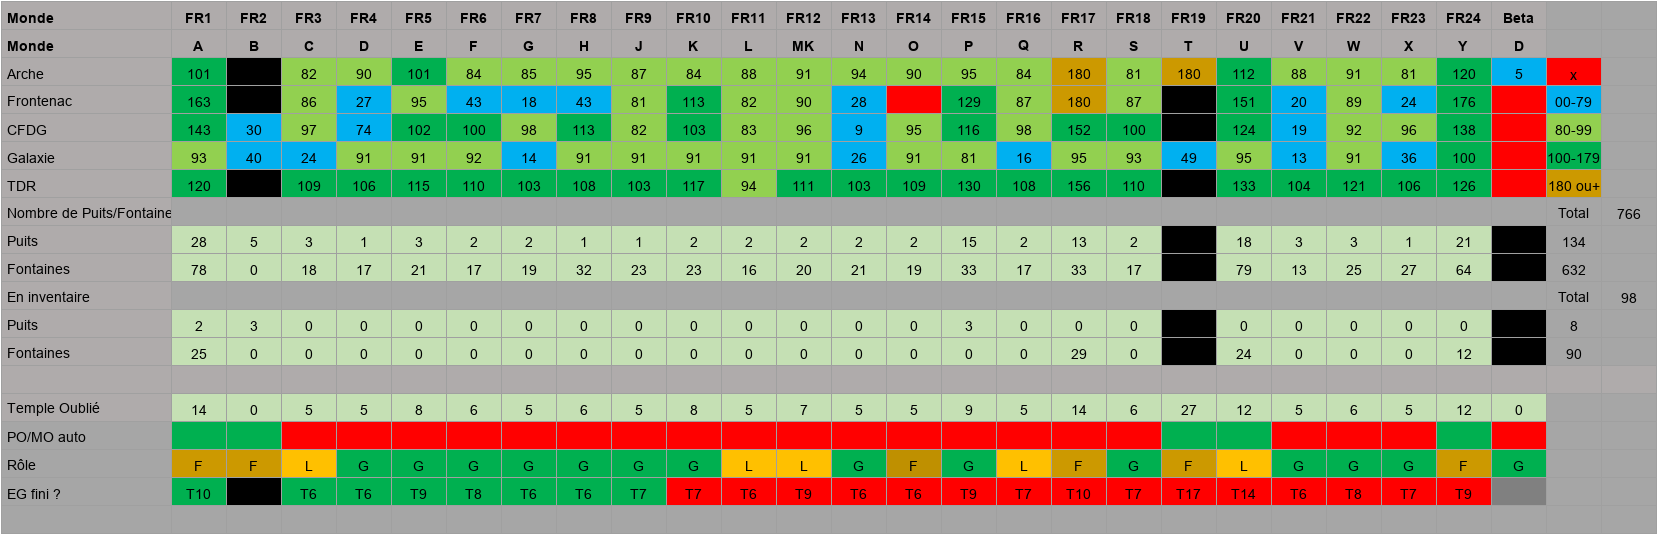 Monde FR1 FR2 FR3 FR4 FR5 FR6 FR7 FR8 FR9 FR10 FR11 FR12 FR13 FR14 FR15 FR16 FR17 FR18 FR19 FR20 FR21 FR22 FR23 FR24 Beta
Monde A B C D E F G H J K L MK N O P Q R S T U V W X Y D
Arche 101 82 90 101 84 85 95 87 84 88 91 94 90 95 84 180 81 180 112 88 91 81 120 5 x
Frontenac 163 86 27 95 43 18 43 81 113 82 90 28 129 87 180 87 151 20 89 24 176 00-79
CFDG 143 30 97 74 102 100 98 113 82 103 83 96 9 95 116 98 152 100 124 19 92 96 138 80-99
Galaxie 93 40 24 91 91 92 14 91 91 91 91 91 26 91 81 16 95 93 49 95 13 91 36 100 100-179
TDR 120 109 106 115 110 103 108 103 117 94 111 103 109 130 108 156 110 133 104 121 106 126 180 ou+
Nombre de Puits/Fontaine Total 766
Puits 28 5 3 1 3 2 2 1 1 2 2 2 2 2 15 2 13 2 18 3 3 1 21 134
Fontaines 78 0 18 17 21 17 19 32 23 23 16 20 21 19 33 17 33 17 79 13 25 27 64 632
En inventaire Total 98
Puits 2 3 0 0 0 0 0 0 0 0 0 0 0 0 3 0 0 0 0 0 0 0 0 8
Fontaines 25 0 0 0 0 0 0 0 0 0 0 0 0 0 0 0 29 0 24 0 0 0 12 90
Temple Oublié 14 0 5 5 8 6 5 6 5 8 5 7 5 5 9 5 14 6 27 12 5 6 5 12 0
PO/MO auto
Rôle F F L G G G G G G G L L G F G L F G F L G G G F G
EG fini ? T10 T6 T6 T9 T8 T6 T6 T7 T7 T6 T9 T6 T6 T9 T7 T10 T7 T17 T14 T6 T8 T7 T9